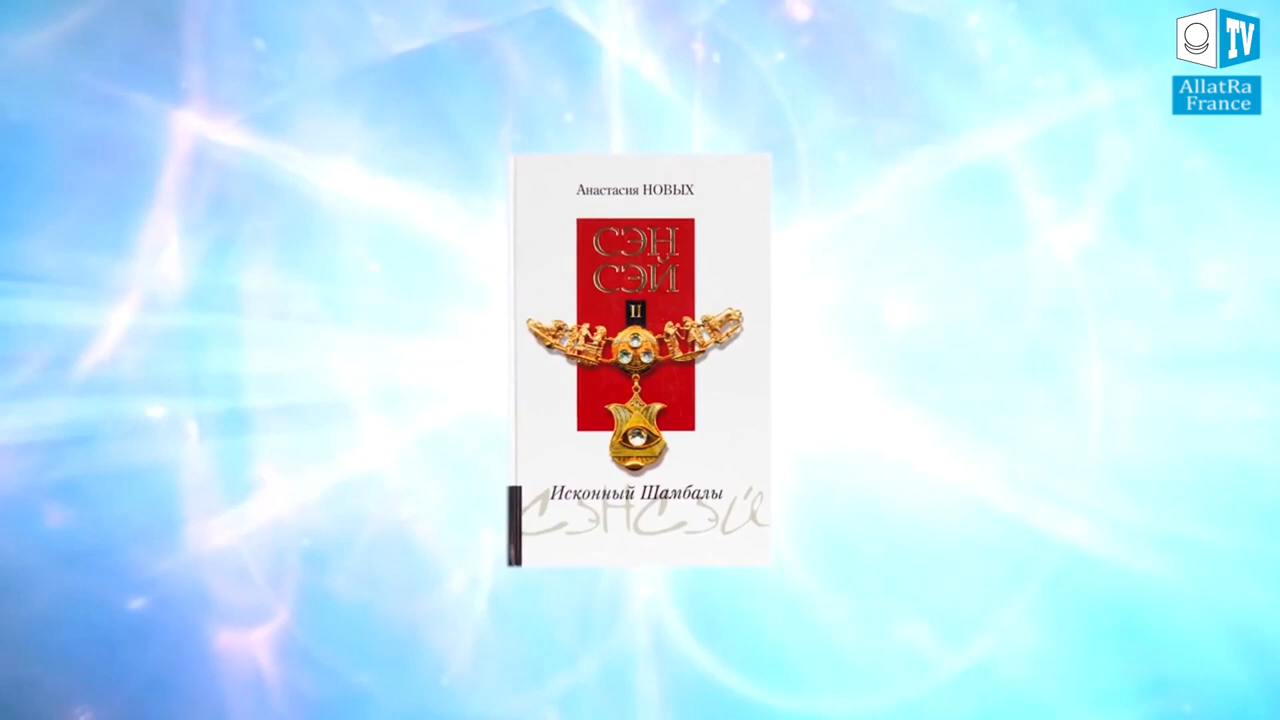 TV
AllatRa
France
Анастасия НОВЫХ
СЭН
СЭЙ
II
Исконный Шамбалы
сэнсэй